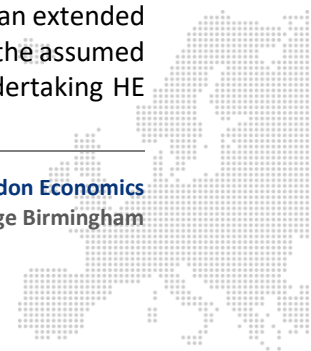 an extended
the assumed
dertaking HE
don Economics
ge Birmingham